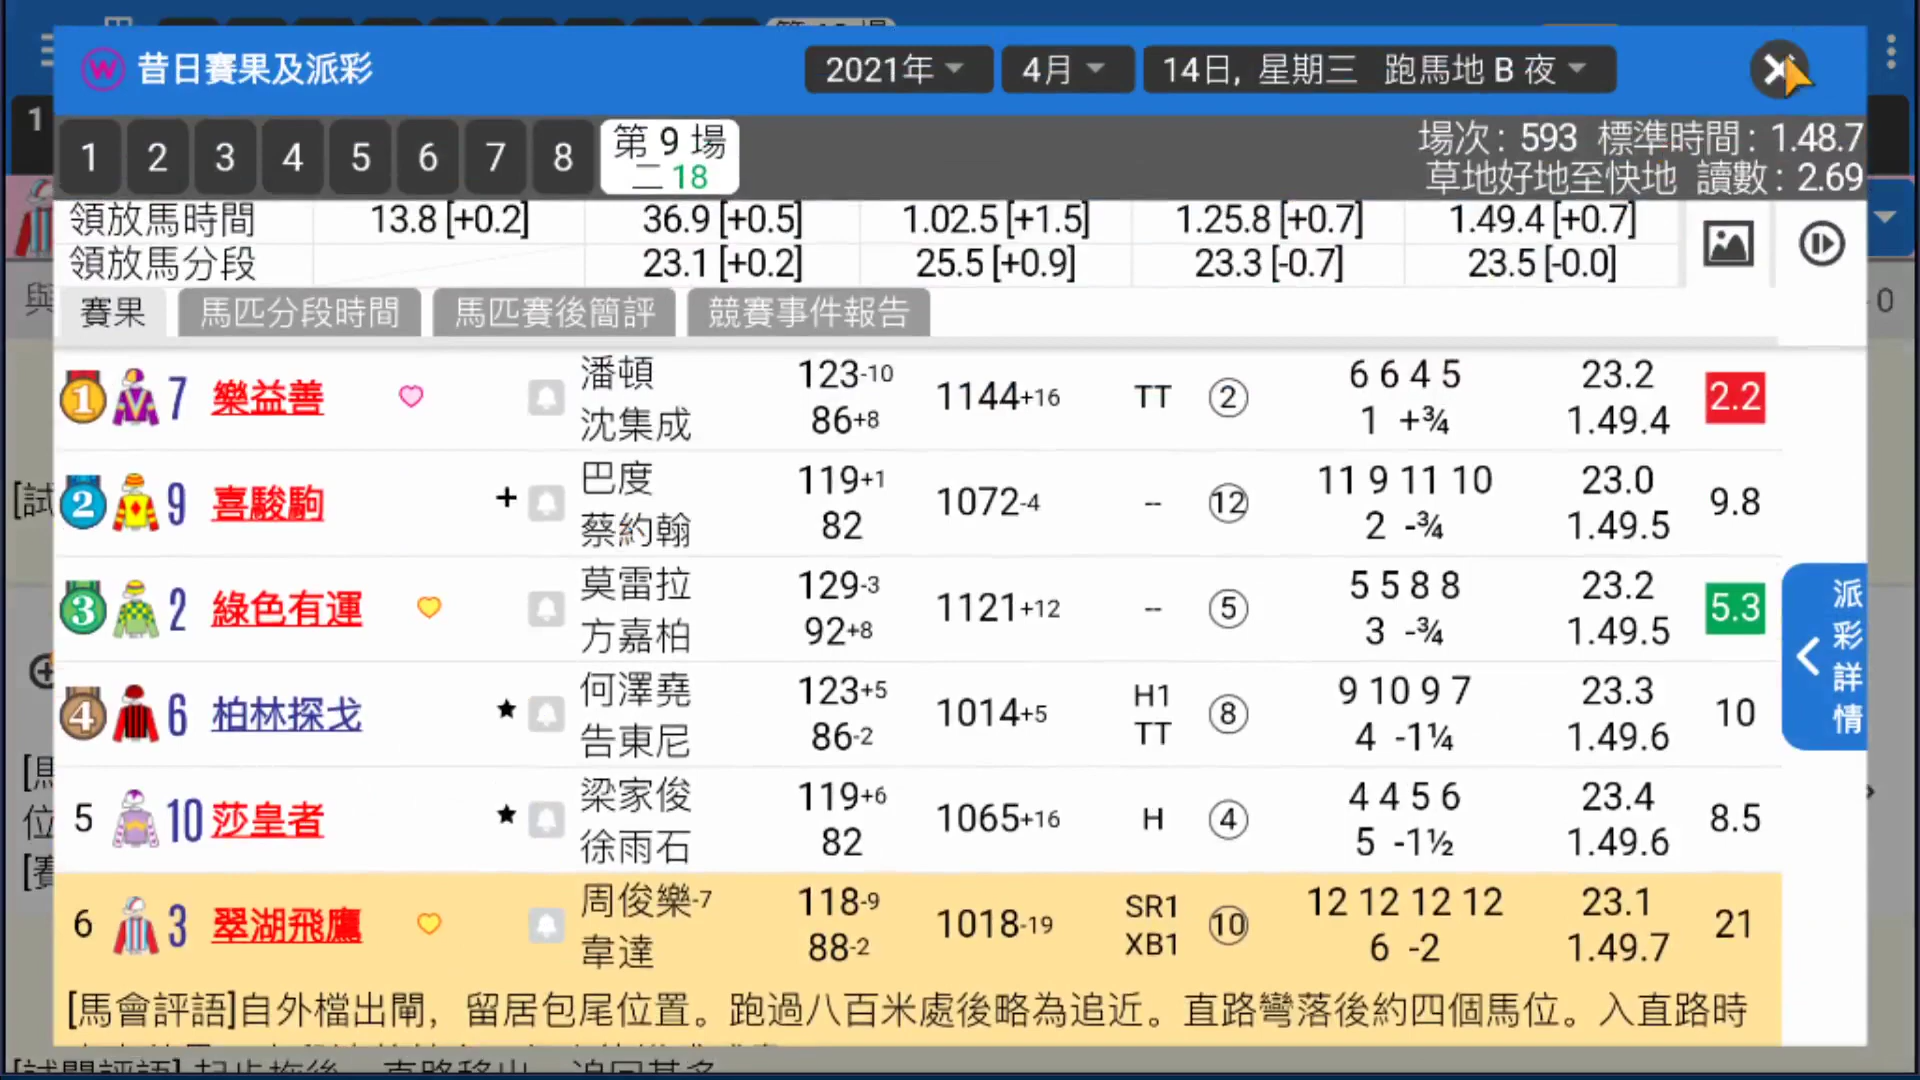 昔日賽果及派彩 2021年 4月 14日, 星期三 跑馬地 B 夜
1 2 3 4 5 6 7 8 第 9 場 二 18
場次: 593 標準時間: 1.48.7
草地好地至快地 讀數: 2.69
領放馬時間 13.8 [+0.2] 36.9 [+0.5] 1.02.5 [+1.5] 1.25.8 [+0.7] 1.49.4 [+0.7]
領放馬分段 23.1 [+0.2] 25.5 [+0.9] 23.3 [-0.7] 23.5 [-0.0]
賽果 馬匹分段時間 馬匹賽後簡評 競賽事件報告
1 7 樂益善 潘頓 123-10 1144+16 TT 2 6 6 4 5 23.2 2.2
沈集成 86+8 1 +¾ 1.49.4
2 9 喜駿駒 + 巴度 119+1 1072-4 -- 12 11 9 11 10 23.0 9.8
蔡約翰 82 2 -¾ 1.49.5
3 2 綠色有運 莫雷拉 129-3 1121+12 -- 5 5 5 8 8 23.2 5.3
方嘉柏 92+8 3 -¾ 1.49.5
4 6 柏林探戈 ★ 何澤堯 123+5 1014+5 H1 8 9 10 9 7 23.3 10
告東尼 86-2 TT 4 -1¼ 1.49.6
5 10 莎皇者 ★ 梁家俊 119+6 1065+16 H 4 4 4 5 6 23.4 8.5
徐雨石 82 5 -1½ 1.49.6
6 3 翠湖飛鷹 周俊樂-7 118-9 1018-19 SR1 10 12 12 12 12 23.1 21
韋達 88-2 XB1 6 -2 1.49.7
[馬會評語]自外檔出閘，留居包尾位置。跑過八百米處後略為追近。直路彎落後約四個馬位。入直路時
派彩詳情
1
0
[試
[馬
位
[賽